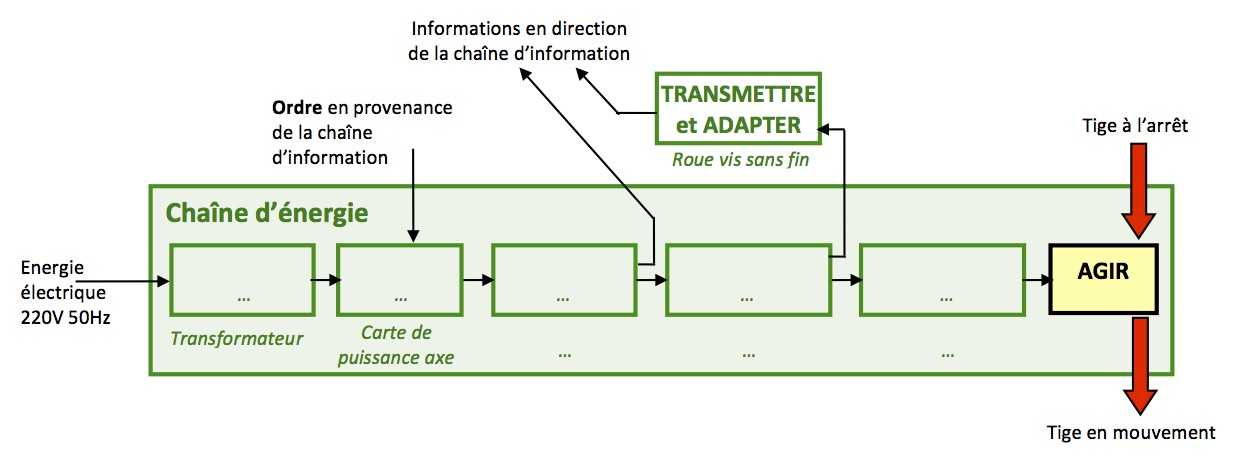 Informations en direction
de la chaîne d’information
TRANSMETTRE
et ADAPTER
Roue vis sans fin
Ordre en provenance
de la chaîne
d’information
Tige à l’arrêt
Chaîne d’énergie
Energie
électrique
220V 50Hz
...
...
...
...
...
AGIR
Transformateur
Carte de
puissance axe
...
...
...
Tige en mouvement